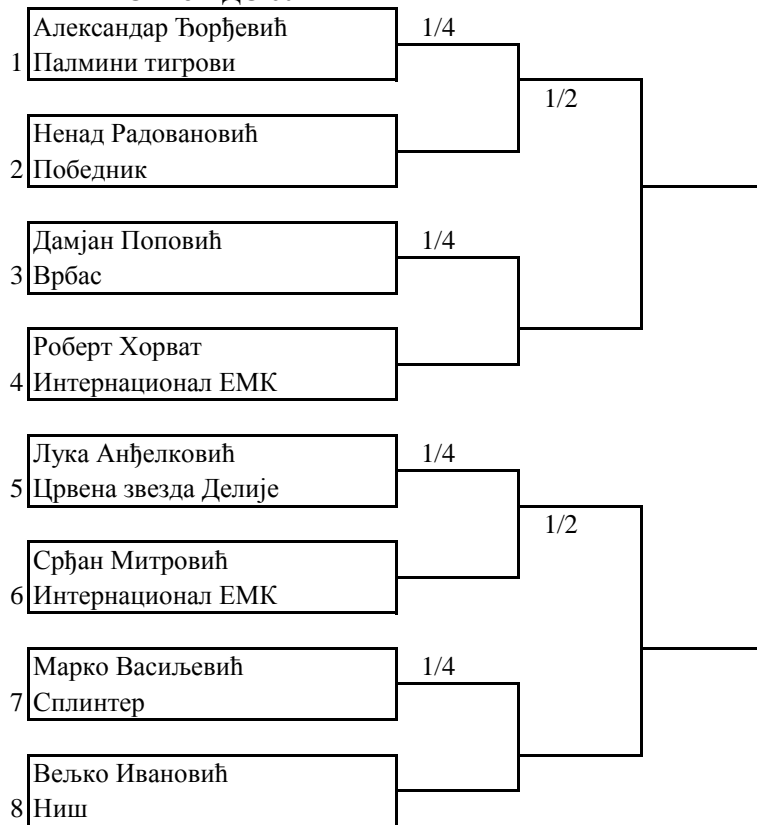 Александар Ђорђевић
1/4
1 Палмини тигрови
1/2
Ненад Радовановић
2 Победник
Дамјан Поповић
1/4
3 Врбас
Роберт Хорват
4 Интернационал ЕМК
Лука Анђелковић
1/4
5 Црвена звезда Делије
1/2
Срђан Митровић
6 Интернационал ЕМК
Марко Васиљевић
1/4
7 Сплинтер
Вељко Ивановић
8 Ниш